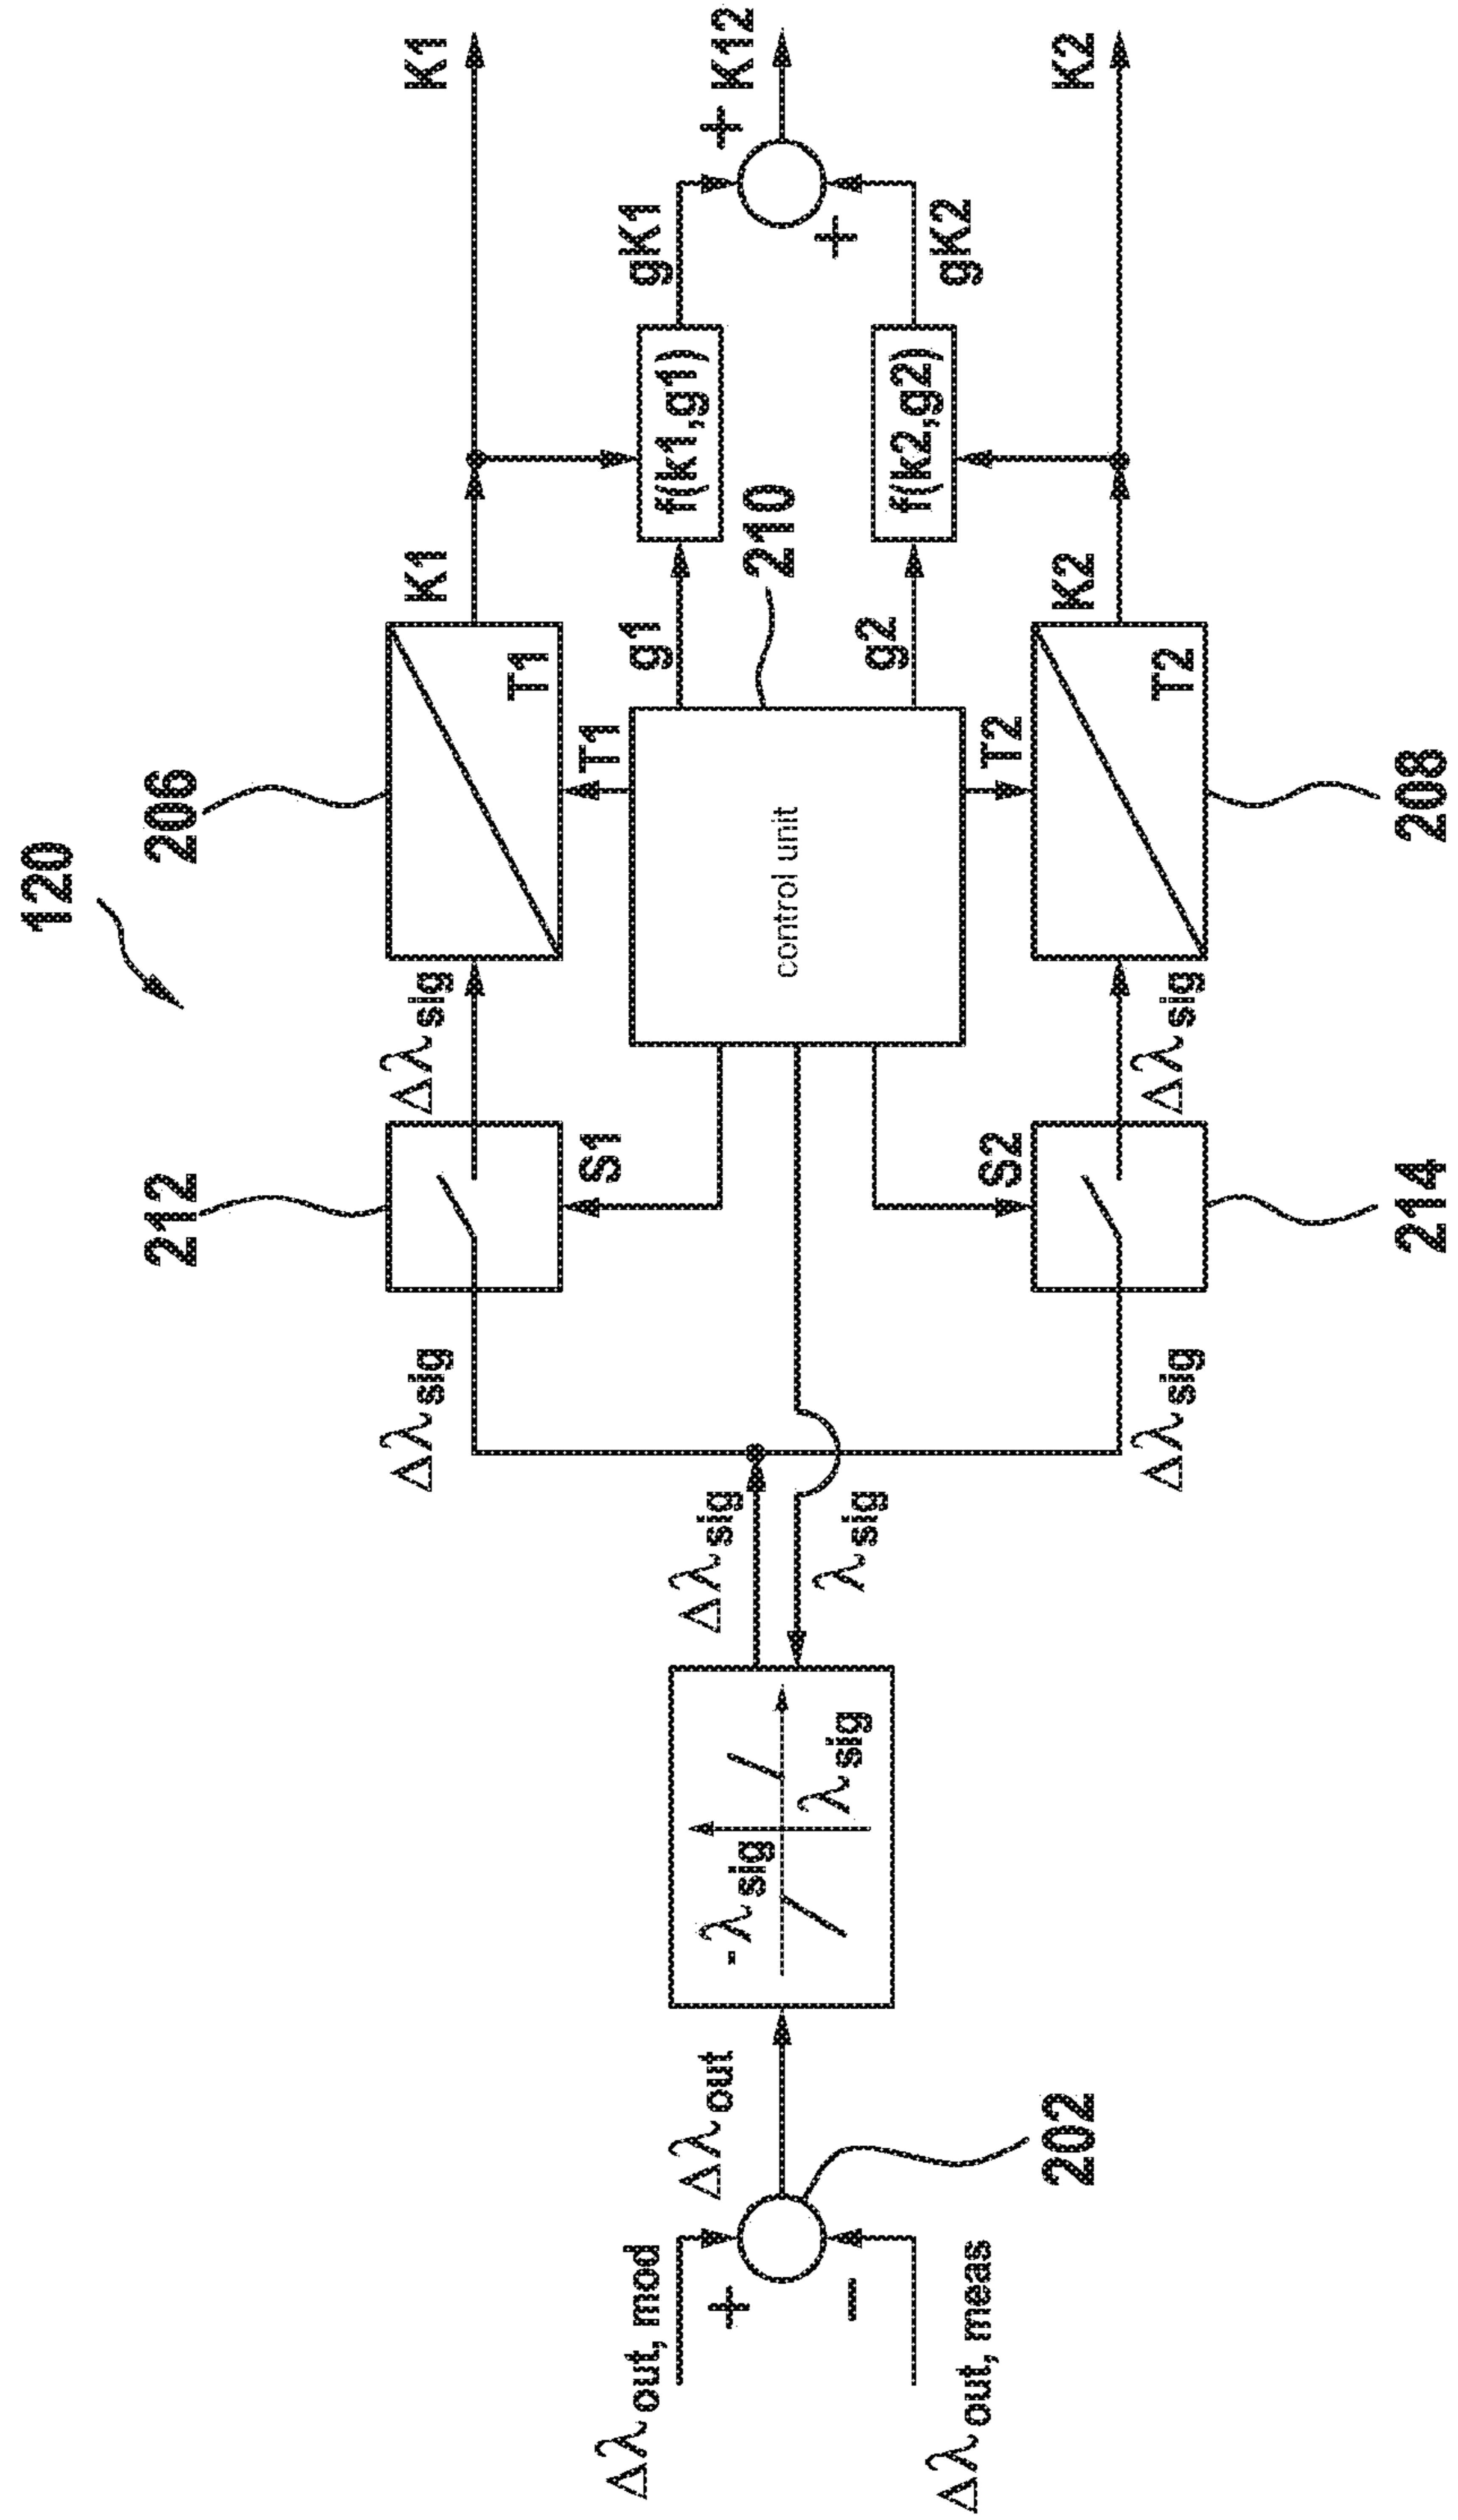 120
206
212
K1
K1
Δλsig
Δλsig
T1
T1
S1
+
K12
gK1
+
f(k1,g1)
g1
210
control unit
g2
f(k2,g2)
gK2
Δλout, mod
+
−
Δλout, meas
Δλout
202
-λsig
λsig
Δλsig
λsig
S2
T2
T2
Δλsig
Δλsig
K2
K2
214
208